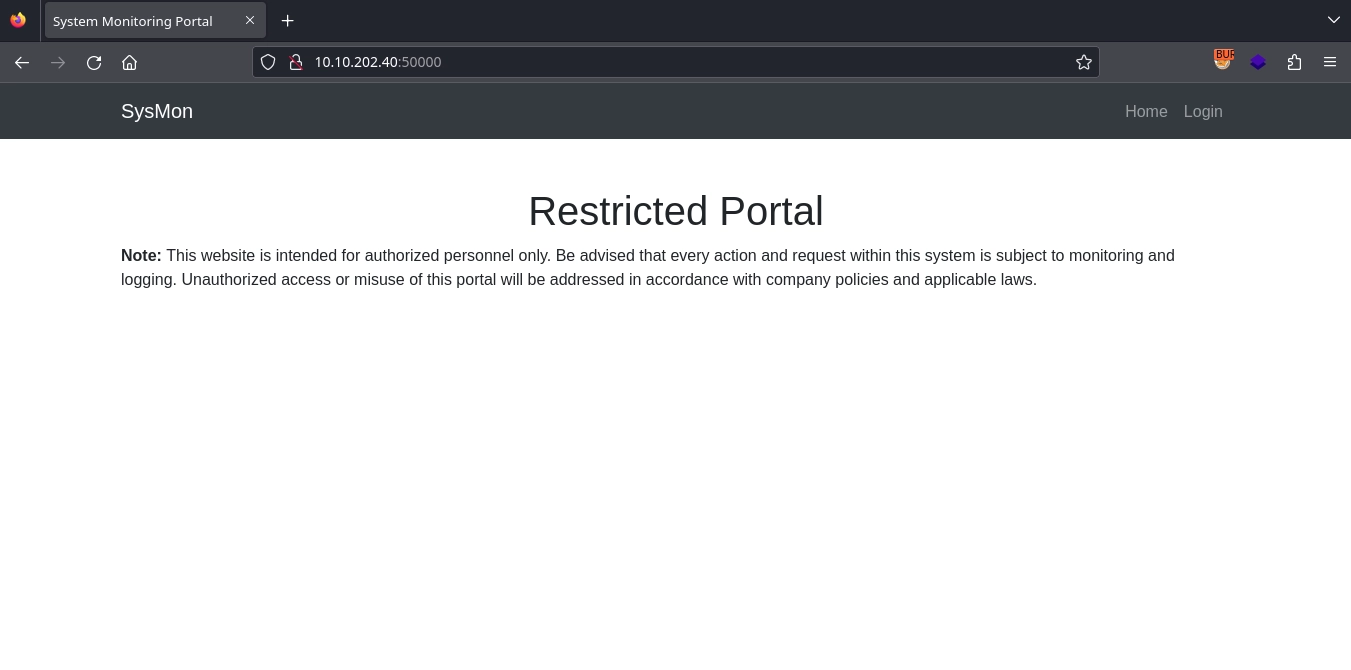 System Monitoring Portal
10.10.202.40:50000
BUR
SysMon
Home Login
Restricted Portal
Note: This website is intended for authorized personnel only. Be advised that every action and request within this system is subject to monitoring and
logging. Unauthorized access or misuse of this portal will be addressed in accordance with company policies and applicable laws.